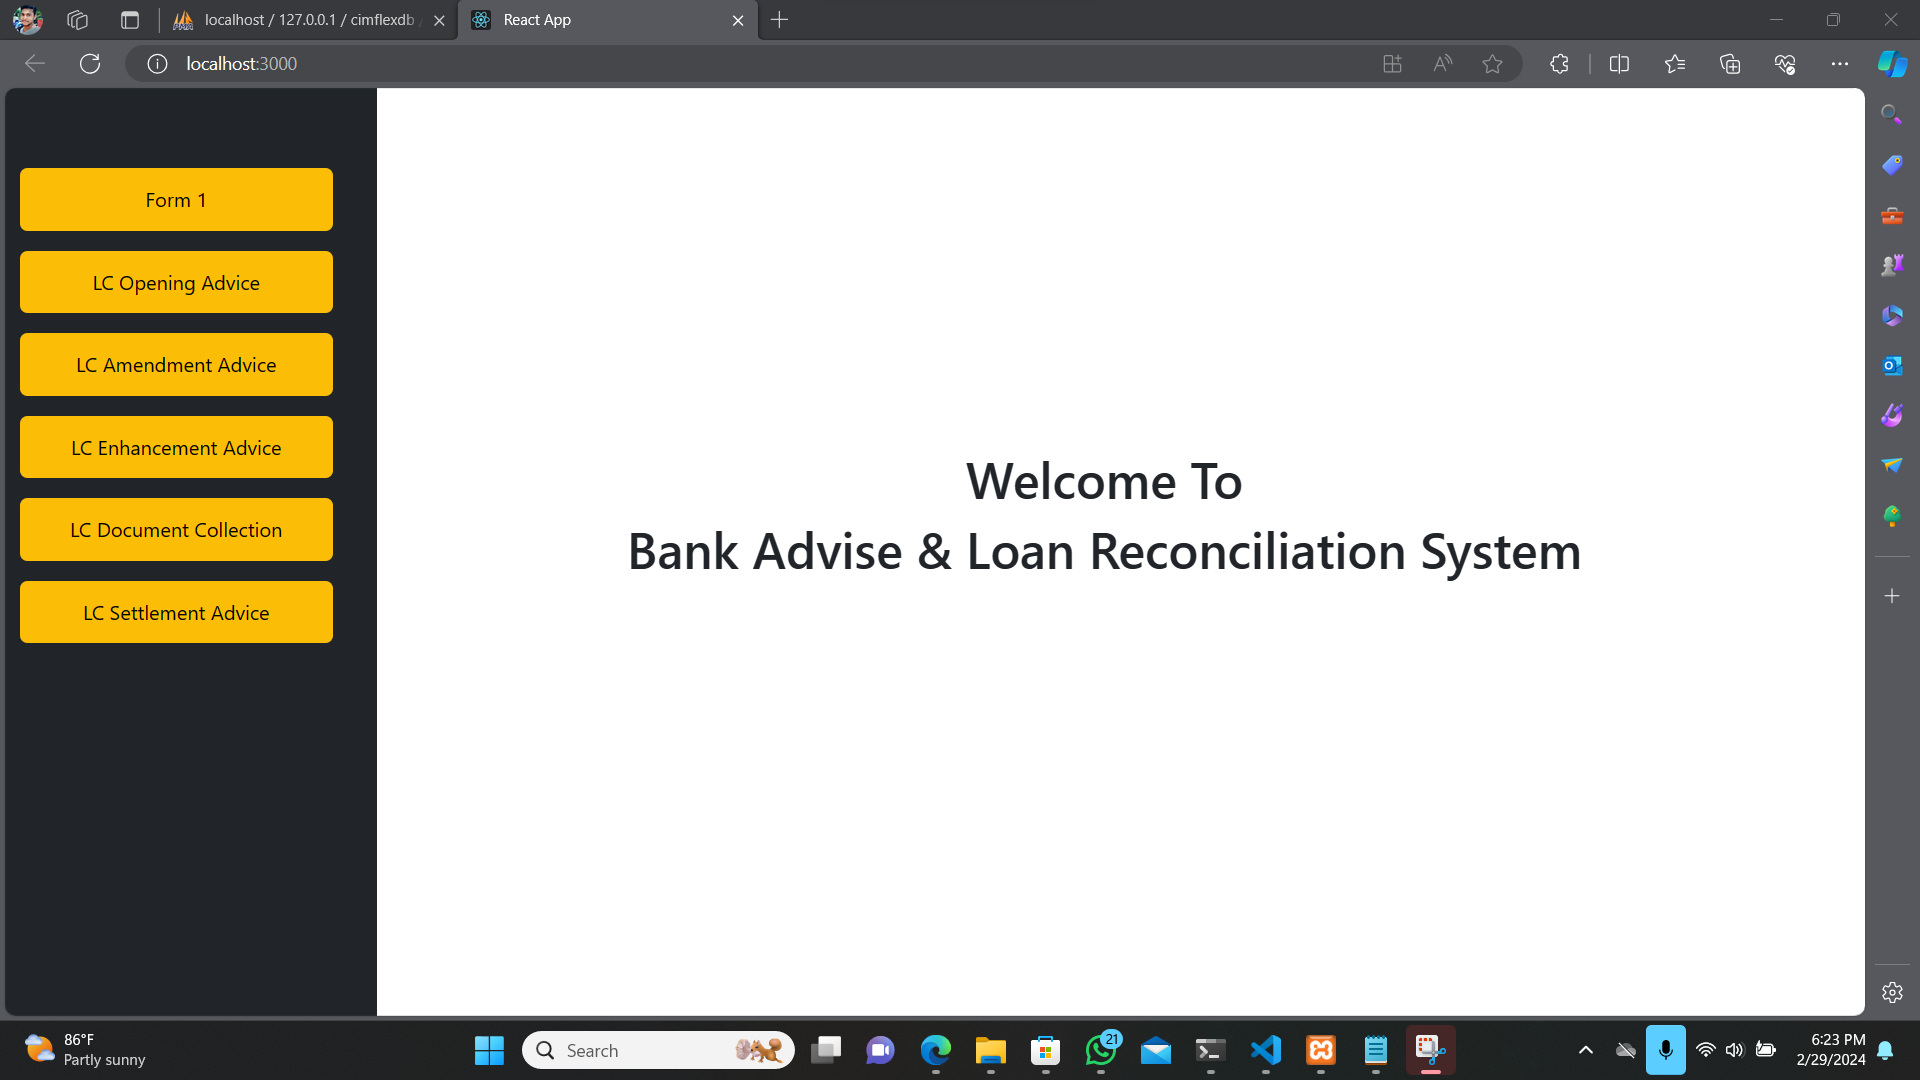 localhost / 127.0.0.1 / cimflexdb
React App
localhost:3000
Form 1
LC Opening Advice
LC Amendment Advice
LC Enhancement Advice
LC Document Collection
LC Settlement Advice
Welcome To
Bank Advise & Loan Reconciliation System
86°F
Partly sunny
Search
21
6:23 PM
2/29/2024